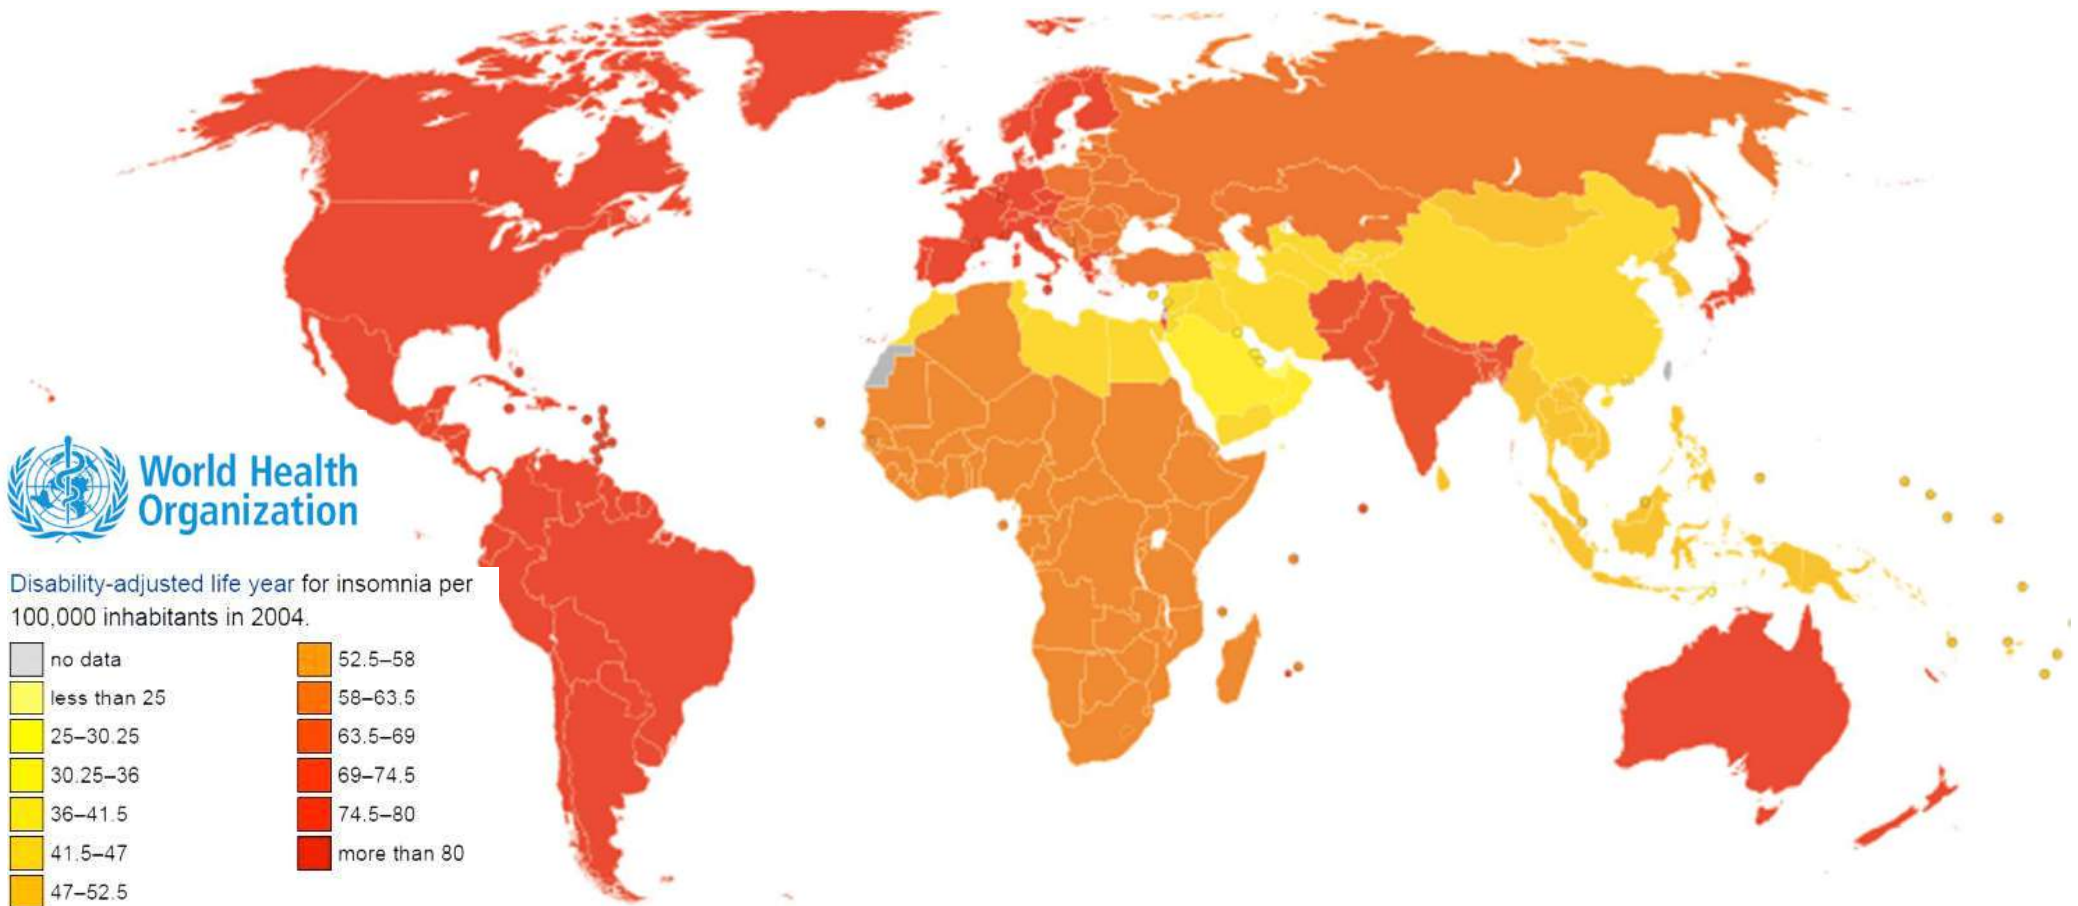 World Health
Organization
Disability-adjusted life year for insomnia per
100,000 inhabitants in 2004.
no data
less than 25
25–30.25
30.25–36
36–41.5
41.5–47
47–52.5
52.5–58
58–63.5
63.5–69
69–74.5
74.5–80
more than 80